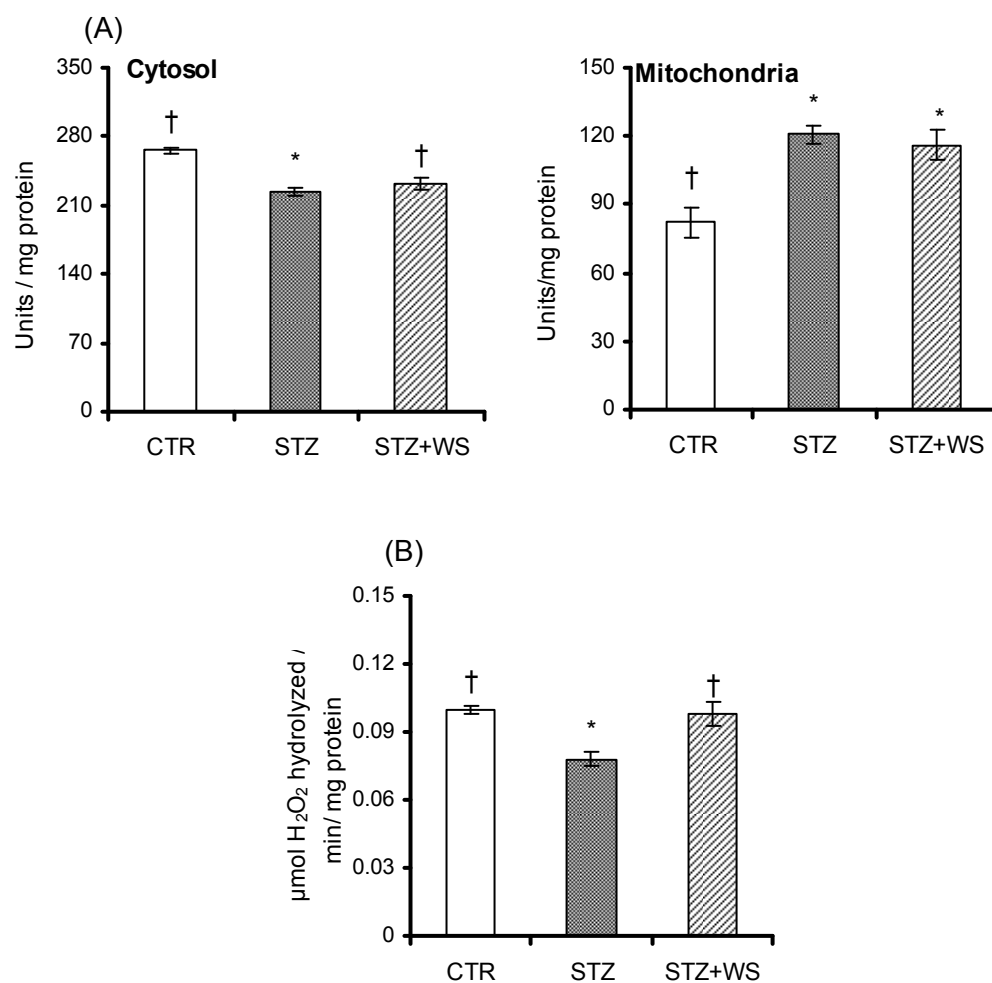 (A)
Cytosol
350
280
210
140
70
0
Units / mg protein
†
*
†
CTR STZ STZ+WS
Mitochondria
150
120
90
60
30
0
Units/mg protein
†
*
*
CTR STZ STZ+WS
(B)
0.15
0.12
0.09
0.06
0.03
0
µmol H₂O₂ hydrolyzed /
min/ mg protein
†
*
†
CTR STZ STZ+WS